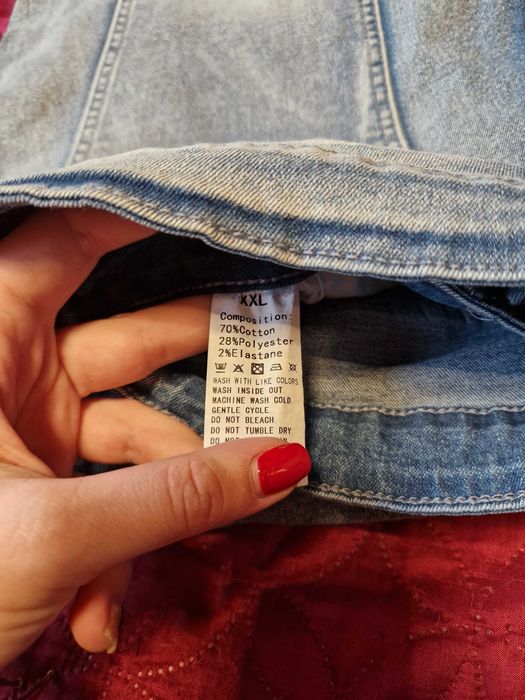 XXL
Composition:
70%Cotton
28%Polyester
2%Elastane
WASH WITH LIKE COLORS
WASH INSIDE OUT
MACHINE WASH COLD
GENTLE CYCLE
DO NOT BLEACH
DO NOT TUMBLE DRY
DO